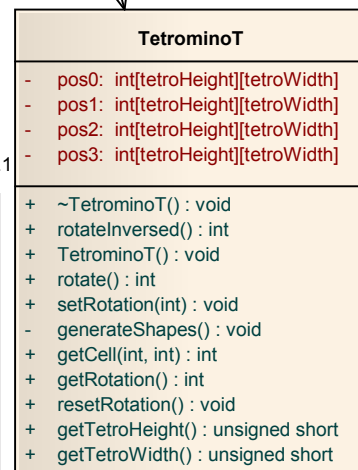 TetrominoT
- pos0: int[tetroHeight][tetroWidth]
- pos1: int[tetroHeight][tetroWidth]
- pos2: int[tetroHeight][tetroWidth]
- pos3: int[tetroHeight][tetroWidth]
1
+ ~TetrominoT() : void
+ rotateInversed() : int
+ TetrominoT() : void
+ rotate() : int
+ setRotation(int) : void
- generateShapes() : void
+ getCell(int, int) : int
+ getRotation() : int
+ resetRotation() : void
+ getTetroHeight() : unsigned short
+ getTetroWidth() : unsigned short